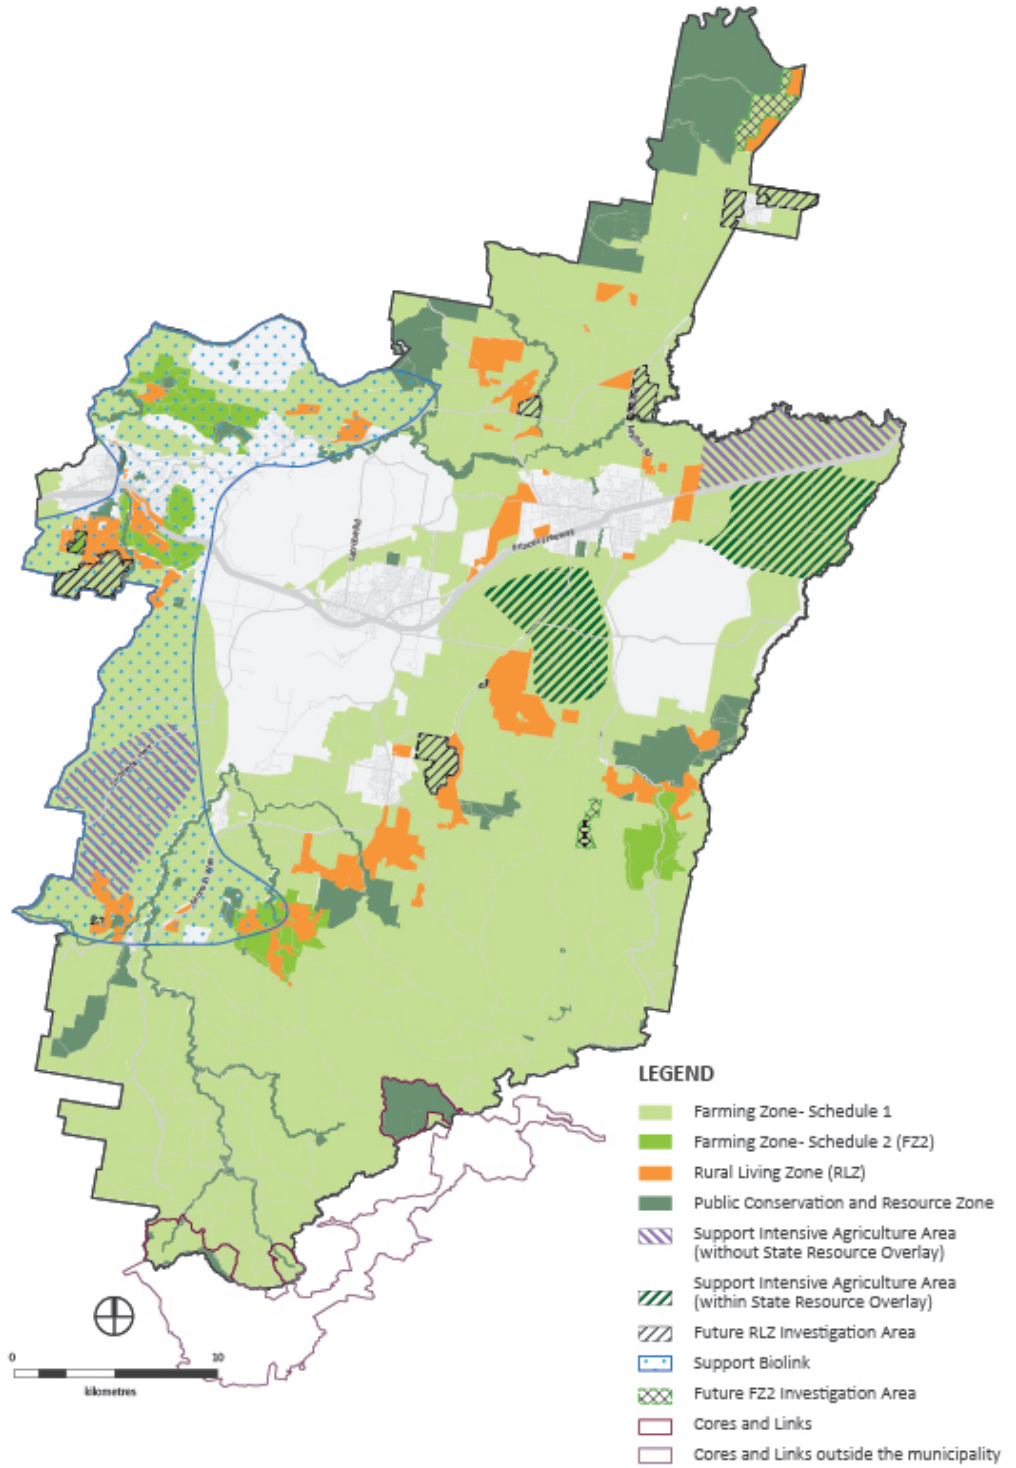 LEGEND
Farming Zone- Schedule 1
Farming Zone- Schedule 2 (FZ2)
Rural Living Zone (RLZ)
Public Conservation and Resource Zone
Support Intensive Agriculture Area
(without State Resource Overlay)
Support Intensive Agriculture Area
(within State Resource Overlay)
Future RLZ Investigation Area
Support Biolink
Future FZ2 Investigation Area
Cores and Links
Cores and Links outside the municipality
0
10
kilometres